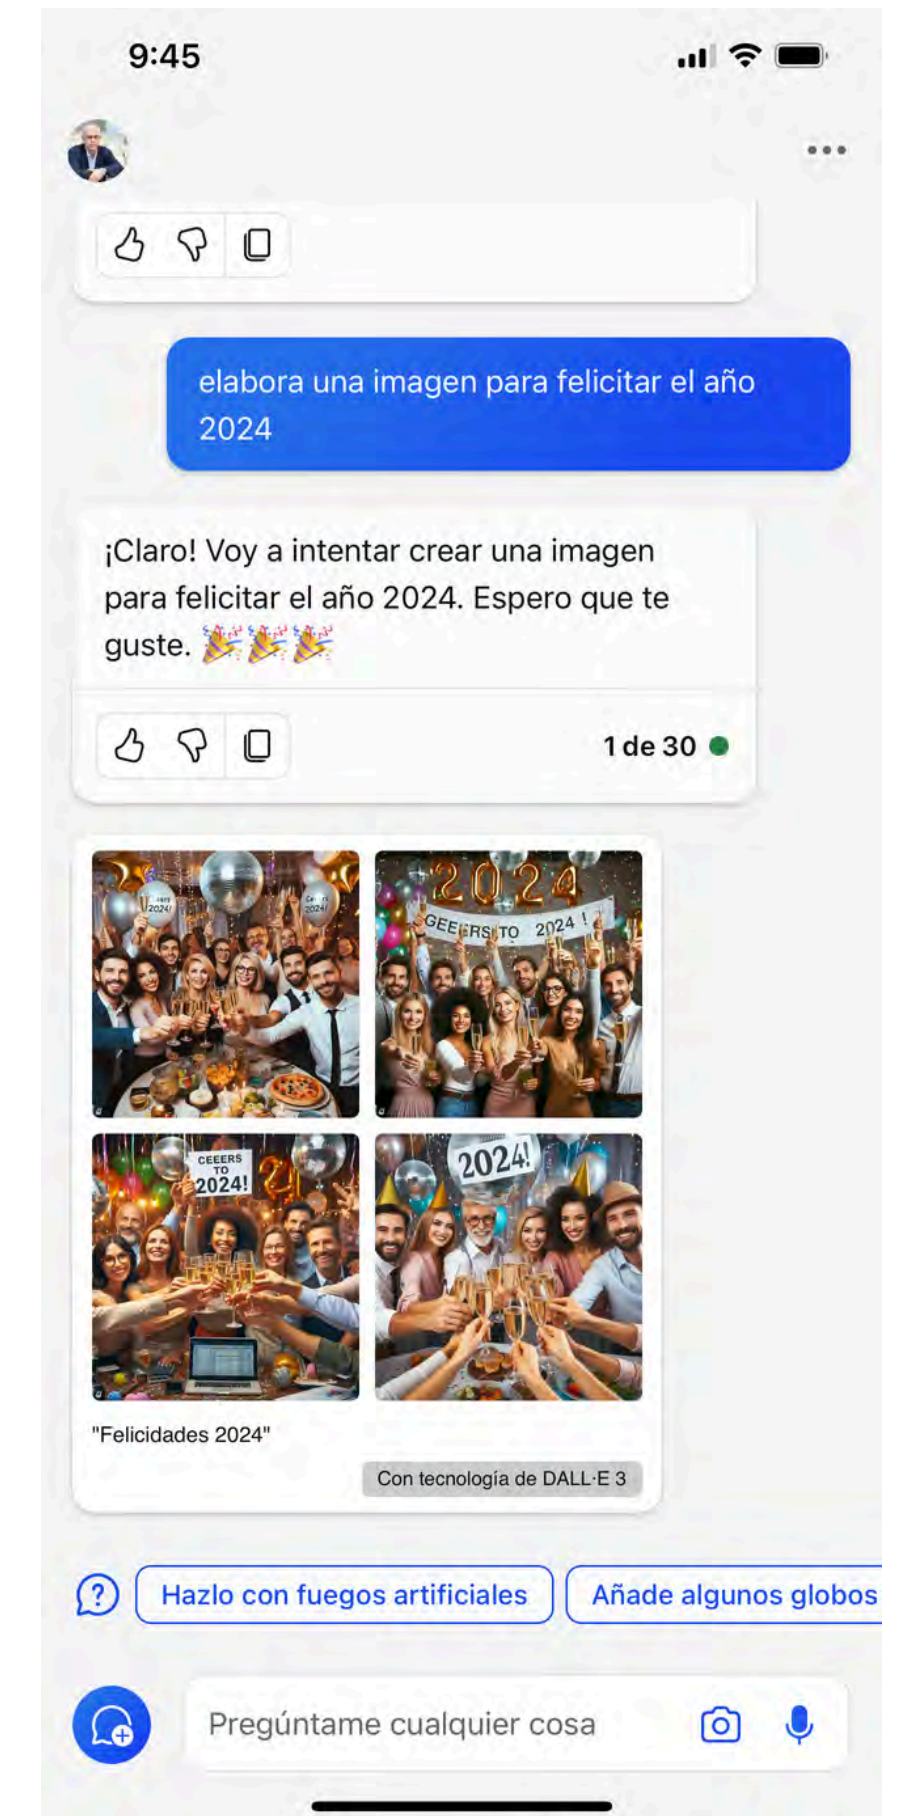 9:45
elabora una imagen para felicitar el año
2024
¡Claro! Voy a intentar crear una imagen
para felicitar el año 2024. Espero que te
guste. 🎉🎉🎉
1 de 30
2024!
2024!
2024
GEEERS TO 2024 !
CEEERS
TO
2024!
2024!
"Felicidades 2024"
Con tecnología de DALL·E 3
Hazlo con fuegos artificiales
Añade algunos globos
Pregúntame cualquier cosa